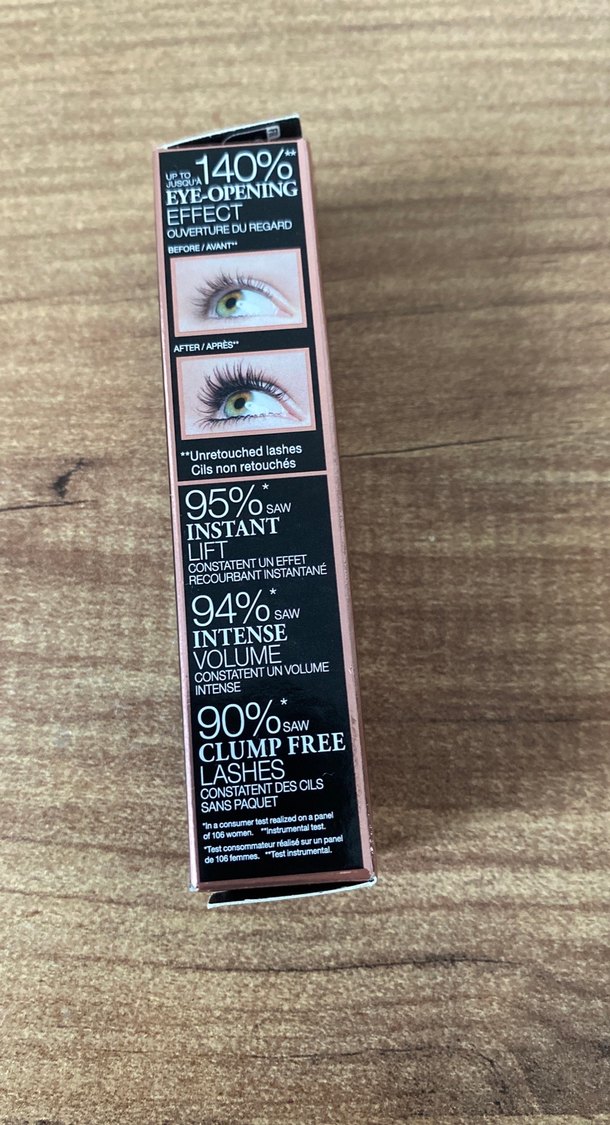 UP TO
JUSQU'À 140%**
EYE-OPENING
EFFECT
OUVERTURE DU REGARD
BEFORE / AVANT**
AFTER / APRÈS**
**Unretouched lashes
Cils non retouchés
95%* SAW
INSTANT
LIFT
CONSTATENT UN EFFET
RECOURBANT INSTANTANÉ
94%* SAW
INTENSE
VOLUME
CONSTATENT UN VOLUME
INTENSE
90%* SAW
CLUMP FREE
LASHES
CONSTATENT DES CILS
SANS PAQUET
*In a consumer test realized on a panel
of 106 women. **Instrumental test.
*Test consommateur réalisé sur un panel
de 106 femmes. **Test instrumental.